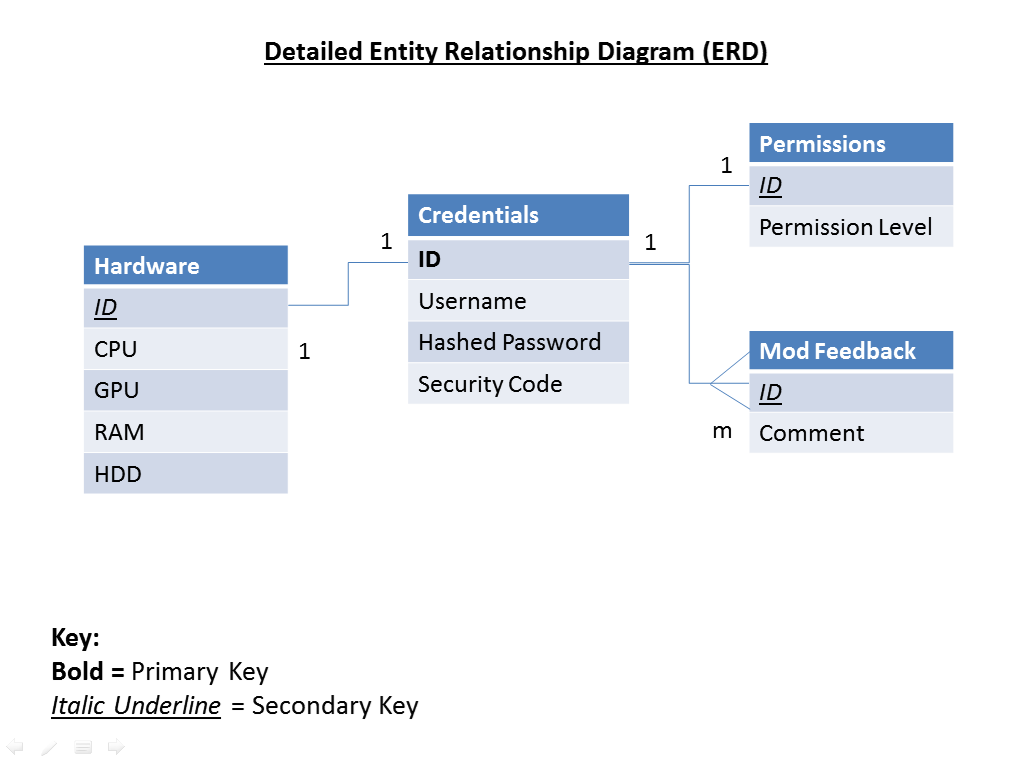 Detailed Entity Relationship Diagram (ERD)
Hardware
ID
CPU
GPU
RAM
HDD
1
1
Credentials
ID
Username
Hashed Password
Security Code
1
1
Permissions
ID
Permission Level
Mod Feedback
ID
Comment
m
Key:
Bold = Primary Key
Italic Underline = Secondary Key